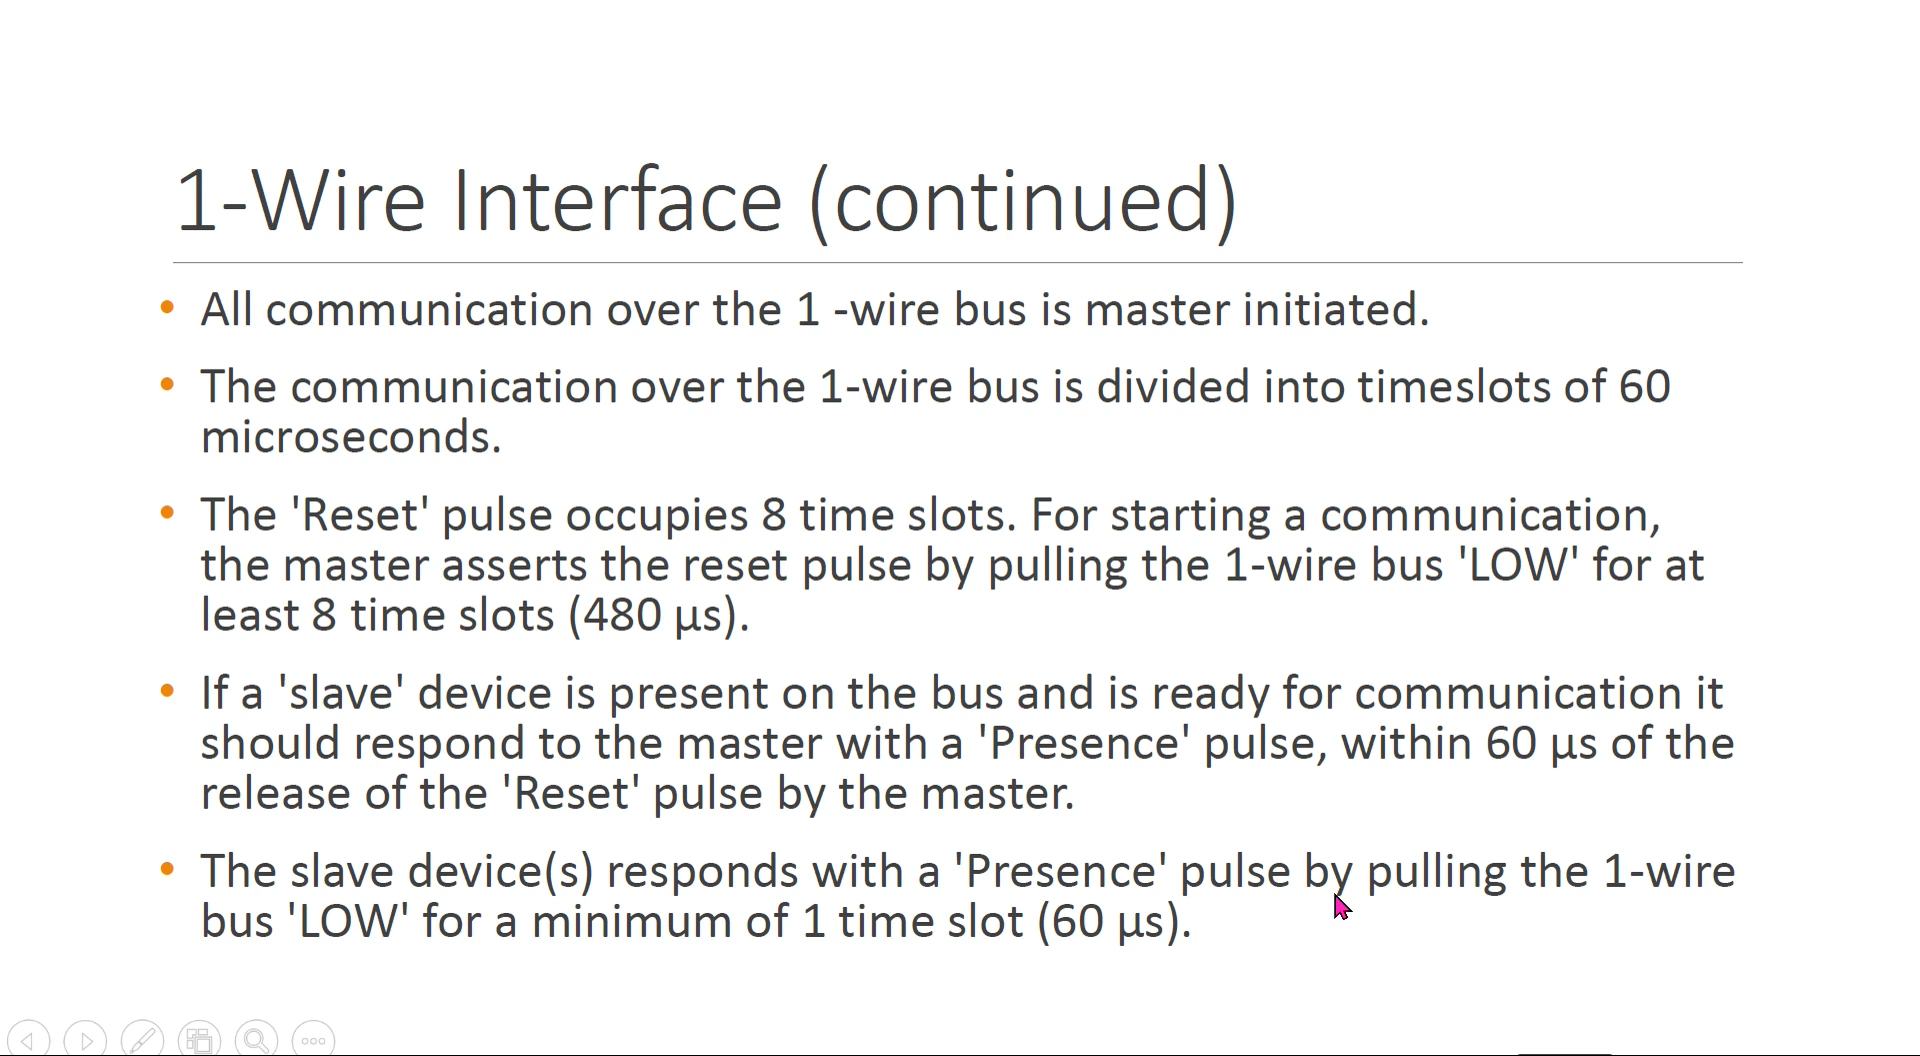 1-Wire Interface (continued)
• All communication over the 1 -wire bus is master initiated.
• The communication over the 1-wire bus is divided into timeslots of 60
microseconds.
• The 'Reset' pulse occupies 8 time slots. For starting a communication,
the master asserts the reset pulse by pulling the 1-wire bus 'LOW' for at
least 8 time slots (480 μs).
• If a 'slave' device is present on the bus and is ready for communication it
should respond to the master with a 'Presence' pulse, within 60 μs of the
release of the 'Reset' pulse by the master.
• The slave device(s) responds with a 'Presence' pulse by pulling the 1-wire
bus 'LOW' for a minimum of 1 time slot (60 μs).